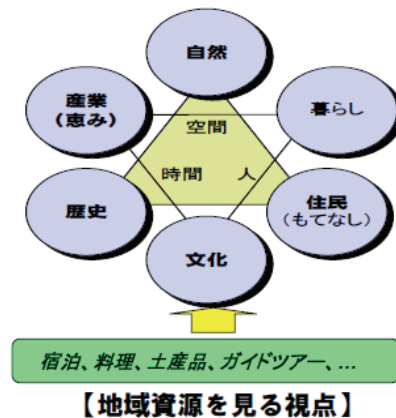 自然
産業
(恵み)
暮らし
空間
時間 人
歴史
住民
(もてなし)
文化
宿泊、料理、土産品、ガイドツアー、...
【地域資源を見る視点】